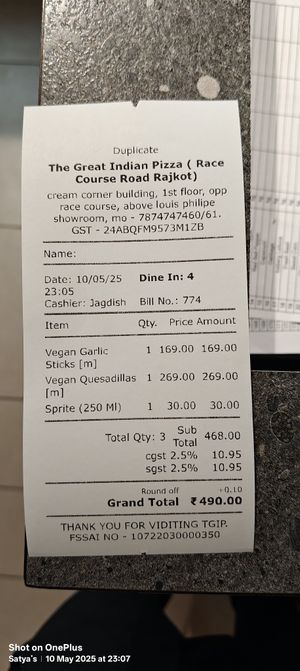 Duplicate
The Great Indian Pizza ( Race
Course Road Rajkot)
cream corner building, 1st floor, opp
race course, above louis philipe
showroom, mo - 7874747460/61.
GST - 24ABQFM9573M1ZB
Name:
Date: 10/05/25 Dine In: 4
23:05
Cashier: Jagdish Bill No.: 774
Item Qty. Price Amount
Vegan Garlic 1 169.00 169.00
Sticks [m]
Vegan Quesadillas 1 269.00 269.00
[m]
Sprite (250 Ml) 1 30.00 30.00
Total Qty: 3 Sub 468.00
Total
cgst 2.5% 10.95
sgst 2.5% 10.95
Round off +0.10
Grand Total ₹490.00
THANK YOU FOR VIDITING TGIP.
FSSAI NO - 10722030000350
Shot on OnePlus
Satya's | 10 May 2025 at 23:07